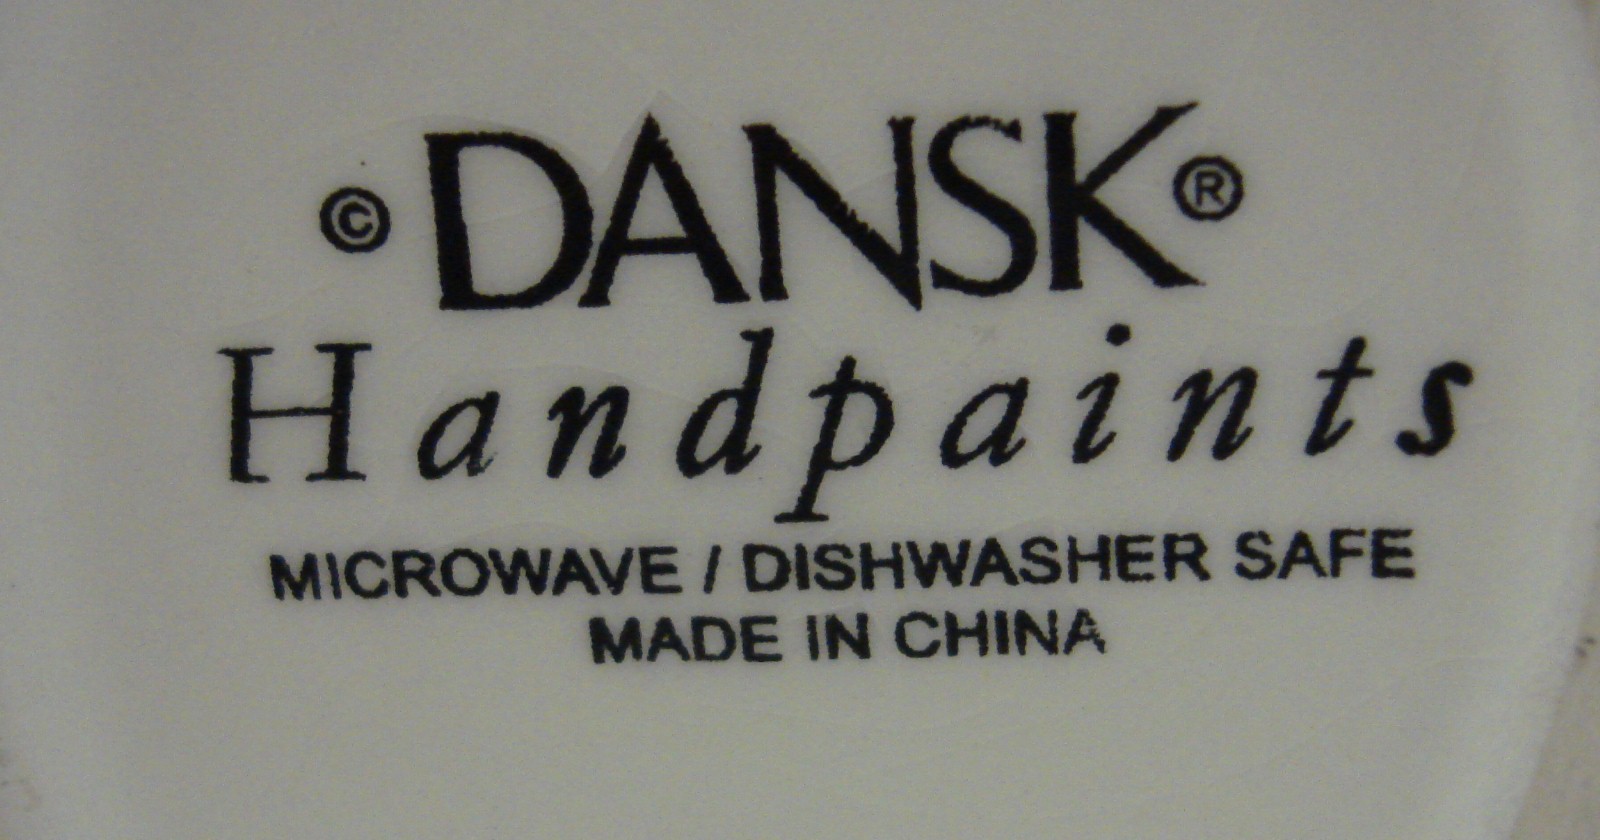 © DANSK ®
Handpaints
MICROWAVE / DISHWASHER SAFE
MADE IN CHINA